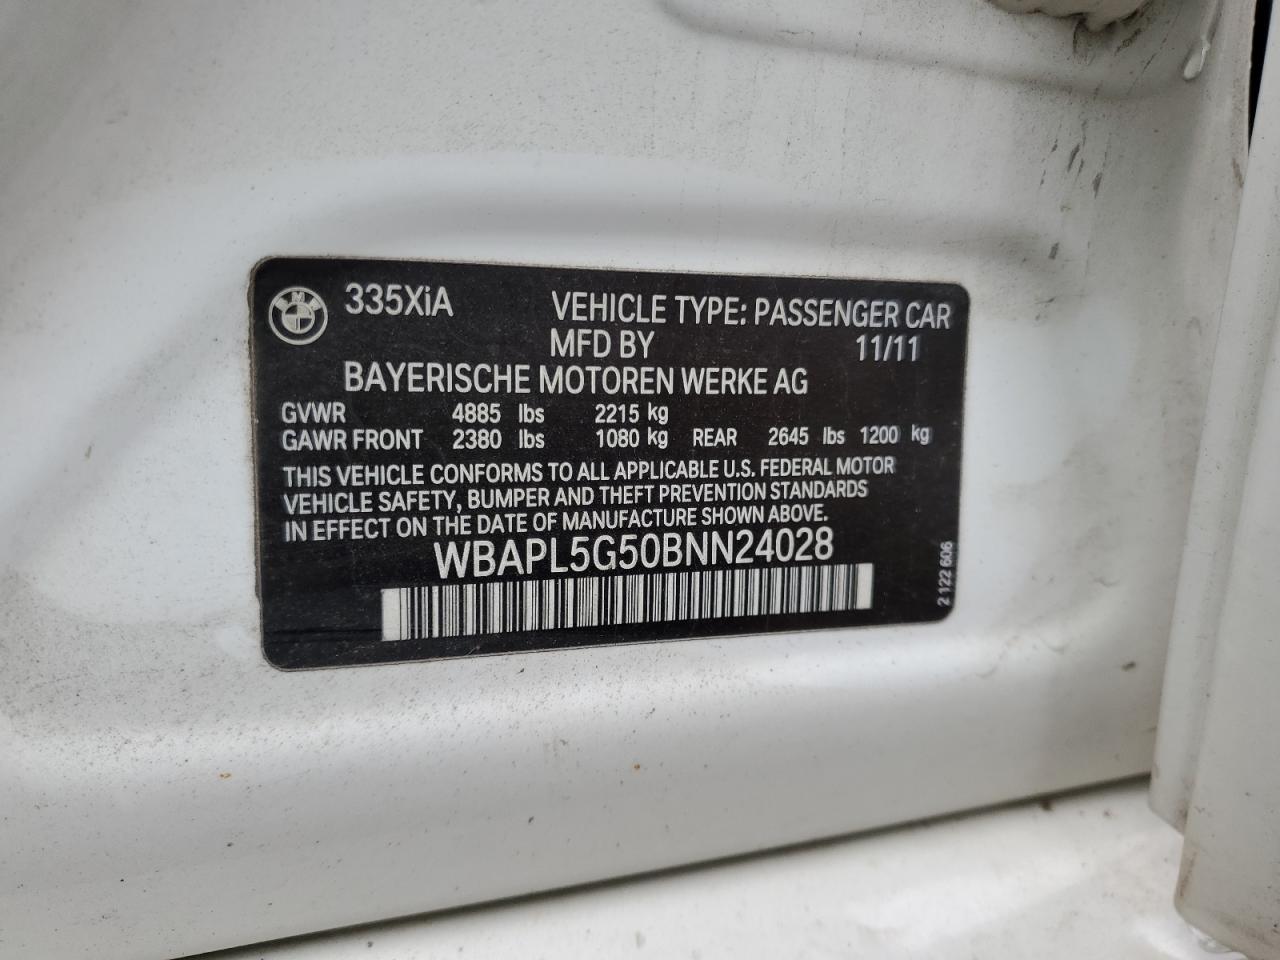 BMW 335XiA VEHICLE TYPE: PASSENGER CAR
MFD BY 11/11
BAYERISCHE MOTOREN WERKE AG
GVWR 4885 lbs 2215 kg
GAWR FRONT 2380 lbs 1080 kg REAR 2645 lbs 1200 kg
THIS VEHICLE CONFORMS TO ALL APPLICABLE U.S. FEDERAL MOTOR
VEHICLE SAFETY, BUMPER AND THEFT PREVENTION STANDARDS
IN EFFECT ON THE DATE OF MANUFACTURE SHOWN ABOVE.
WBAPL5G50BNN24028
2 122 606